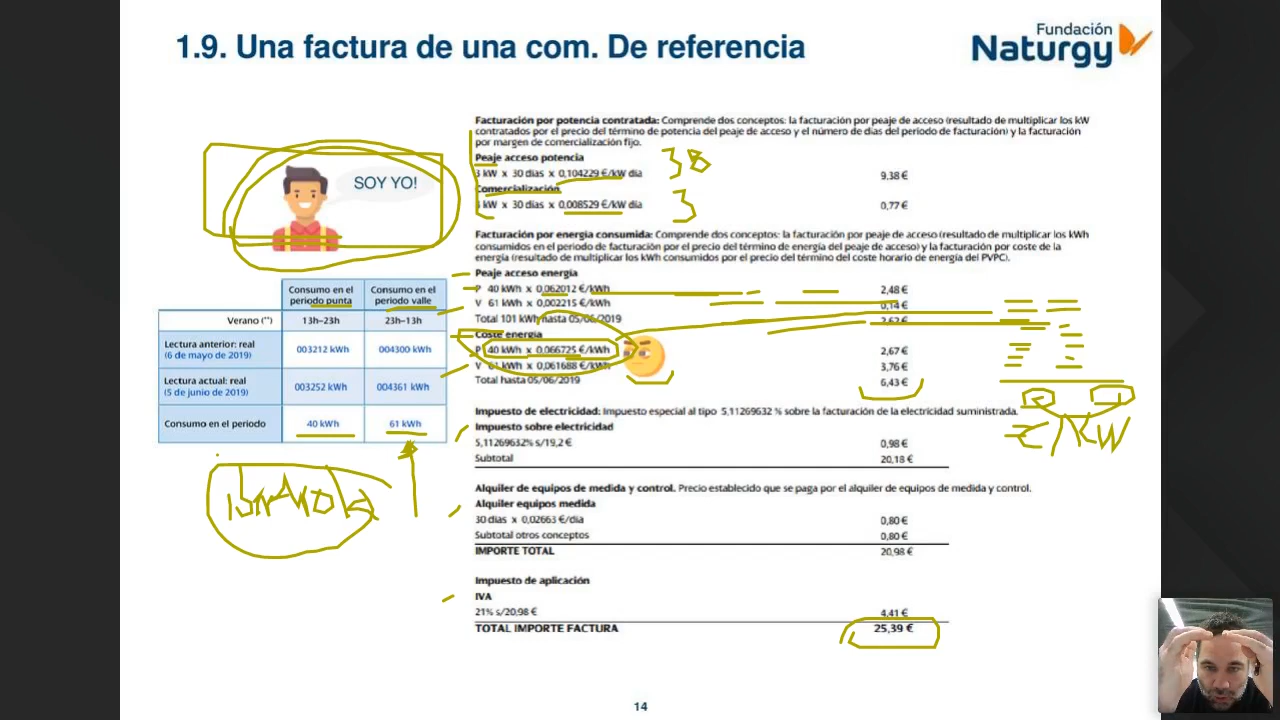 1.9. Una factura de una com. De referencia
Fundación
Naturgy
SOY YO!
Consumo en el periodo punta
Consumo en el periodo valle
Verano (**)
13h–23h
23h–13h
Lectura anterior: real
(6 de mayo de 2019)
003212 kWh
004300 kWh
Lectura actual: real
(5 de junio de 2019)
003252 kWh
004361 kWh
Consumo en el periodo
40 kWh
61 kWh
Facturación por potencia contratada: Comprende dos conceptos: la facturación por peaje de acceso (resultado de multiplicar los kW
contratados por el precio del término de potencia del peaje de acceso y el número de días del periodo de facturación) y la facturación
por margen de comercialización fijo.
Peaje acceso potencia
3 kW x 30 días x 0,104229 €/kW día
9,38 €
38
Comercialización
kW x 30 días x 0,008529 €/kW día
0,77 €
3
Facturación por energía consumida: Comprende dos conceptos: la facturación por peaje de acceso (resultado de multiplicar los kWh
consumidos en el periodo de facturación por el precio del término de energía del peaje de acceso) y la facturación por coste de la
energía (resultado de multiplicar los kWh consumidos por el precio del término del coste horario de energía del PVPC).
Peaje acceso energía
P 40 kWh x 0,062012 €/kWh
2,48 €
V 61 kWh x 0,002215 €/kWh
0,14 €
Total 101 kWh hasta 05/06/2019
2,62 €
Coste energía
P 40 kWh x 0,066725 €/kWh
2,67 €
V 61 kWh x 0,061688 €/kWh
3,76 €
Total hasta 05/06/2019
6,43 €
€/KW
Impuesto de electricidad: Impuesto especial al tipo 5,11269632 % sobre la facturación de la electricidad suministrada.
Impuesto sobre electricidad
5,11269632% s/19,2 €
0,98 €
Subtotal
20,18 €
Alquiler de equipos de medida y control. Precio establecido que se paga por el alquiler de equipos de medida y control.
Alquiler equipos medida
30 días x 0,02663 €/día
0,80 €
Subtotal otros conceptos
0,80 €
IMPORTE TOTAL
20,98 €
Impuesto de aplicación
IVA
21% s/20,98 €
4,41 €
TOTAL IMPORTE FACTURA
25,39 €
14